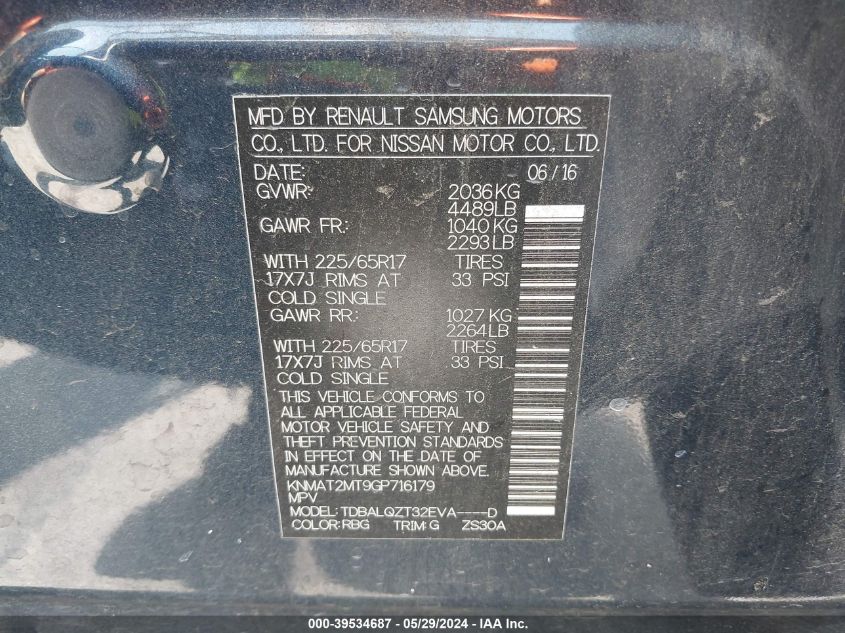 MFD BY RENAULT SAMSUNG MOTORS
CO., LTD. FOR NISSAN MOTOR CO., LTD.
DATE: 06/16
GVWR: 2036KG
4489LB
GAWR FR: 1040KG
2293LB
WITH 225/65R17 TIRES
17X7J RIMS AT 33 PSI
COLD SINGLE
GAWR RR: 1027KG
2264LB
WITH 225/65R17 TIRES
17X7J RIMS AT 33 PSI
COLD SINGLE
THIS VEHICLE CONFORMS TO
ALL APPLICABLE FEDERAL
MOTOR VEHICLE SAFETY AND
THEFT PREVENTION STANDARDS
IN EFFECT ON THE DATE OF
MANUFACTURE SHOWN ABOVE.
KNMAT2MT9GP716179
MPV
MODEL: TDBALQZT32EVA----D
COLOR: RBG TRIM: G ZS30A
000-39534687 - 05/29/2024 - IAA Inc.